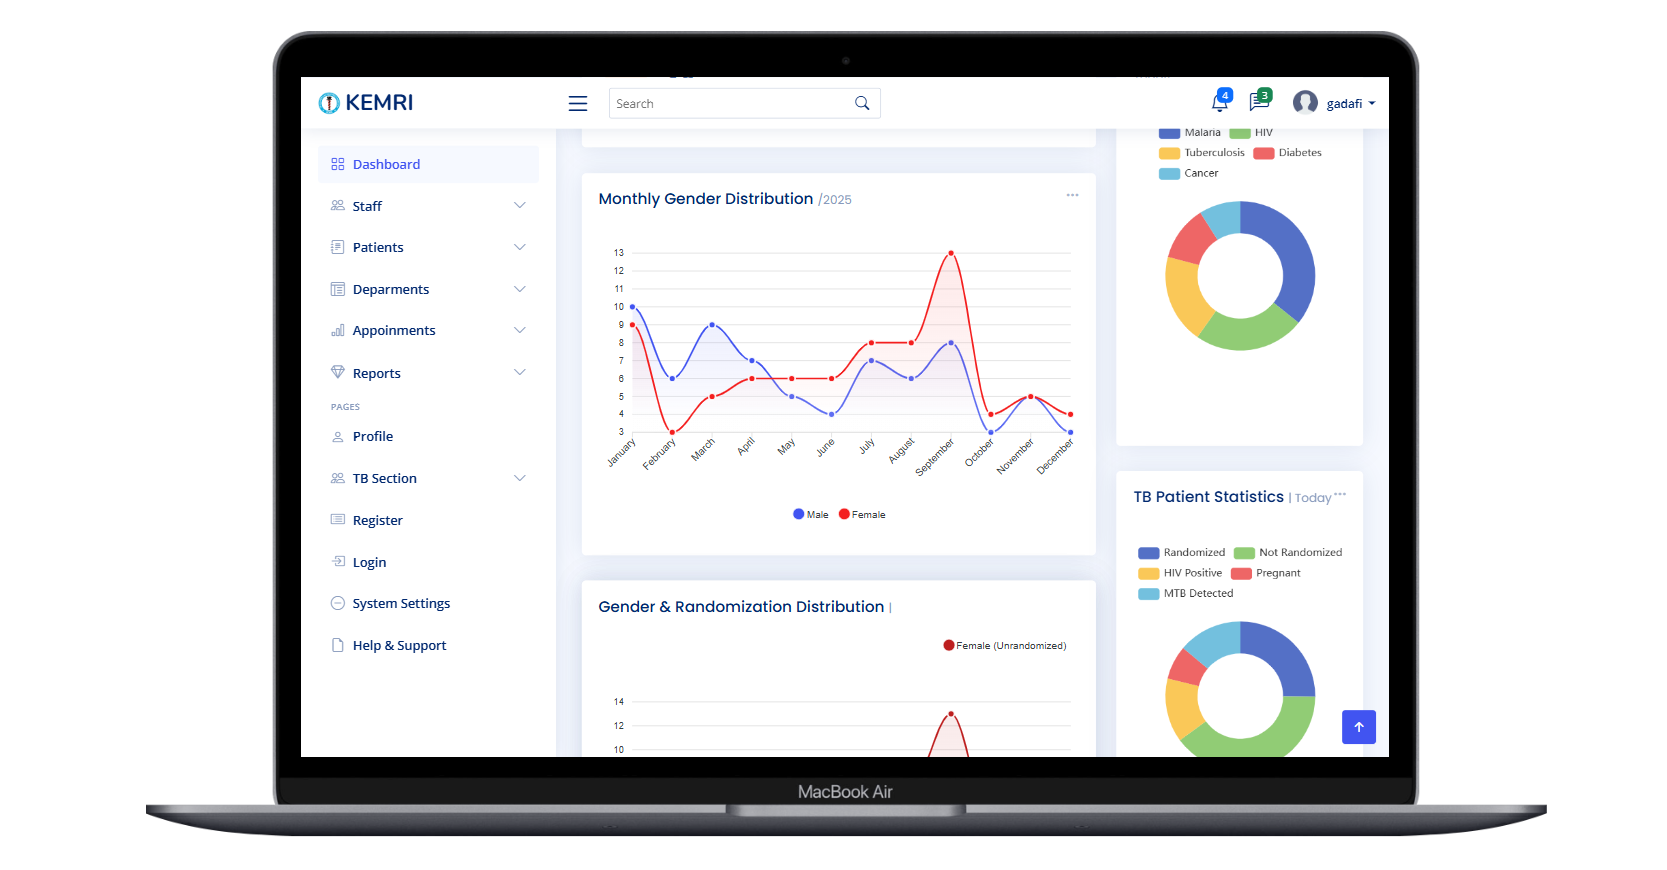 KEMRI
Search
4
3
gadafi
Dashboard
Staff
Patients
Deparments
Appoinments
Reports
PAGES
Profile
TB Section
Register
Login
System Settings
Help & Support
Monthly Gender Distribution /2025
13
12
11
10
9
8
7
6
5
4
3
January
February
March
April
May
June
July
August
September
October
November
December
Male Female
Gender & Randomization Distribution |
Female (Unrandomized)
14
12
10
Malaria HIV
Tuberculosis Diabetes
Cancer
TB Patient Statistics | Today
Randomized Not Randomized
HIV Positive Pregnant
MTB Detected
MacBook Air